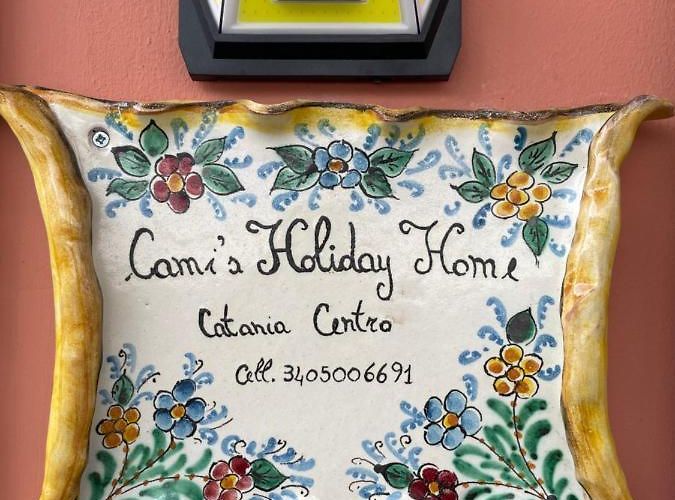 Cami's Holiday Home
Catania Centro
Cell. 3405006691